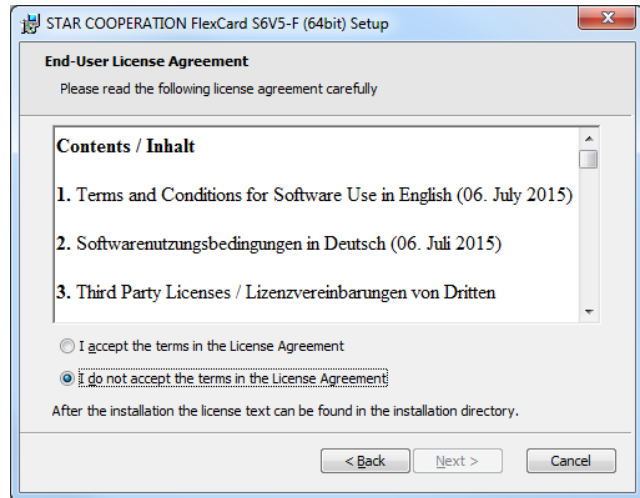 STAR COOPERATION FlexCard S6V5-F (64bit) Setup
End-User License Agreement
Please read the following license agreement carefully
Contents / Inhalt
1. Terms and Conditions for Software Use in English (06. July 2015)
2. Softwarenutzungsbedingungen in Deutsch (06. Juli 2015)
3. Third Party Licenses / Lizenzvereinbarungen von Dritten
I accept the terms in the License Agreement
I do not accept the terms in the License Agreement
After the installation the license text can be found in the installation directory.
< Back Next > Cancel